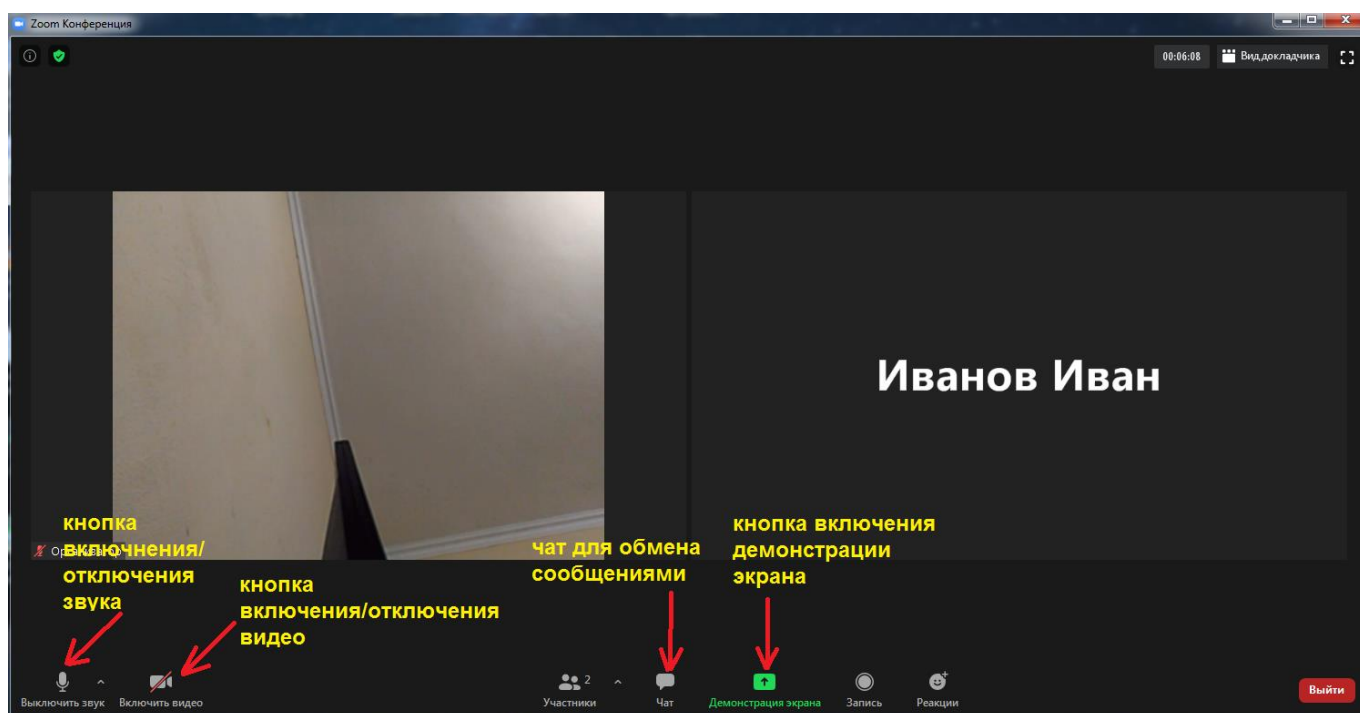 Zoom Конференция
00:06:08
Вид докладчика
Иванов Иван
кнопка
включнения/
отключения
звука
кнопка
включения/отключения
видео
чат для обмена
сообщениями
кнопка включения
демонстрации
экрана
Выключить звук
Включить видео
Участники
2
Чат
Демонстрация экрана
Запись
Реакции
Выйти